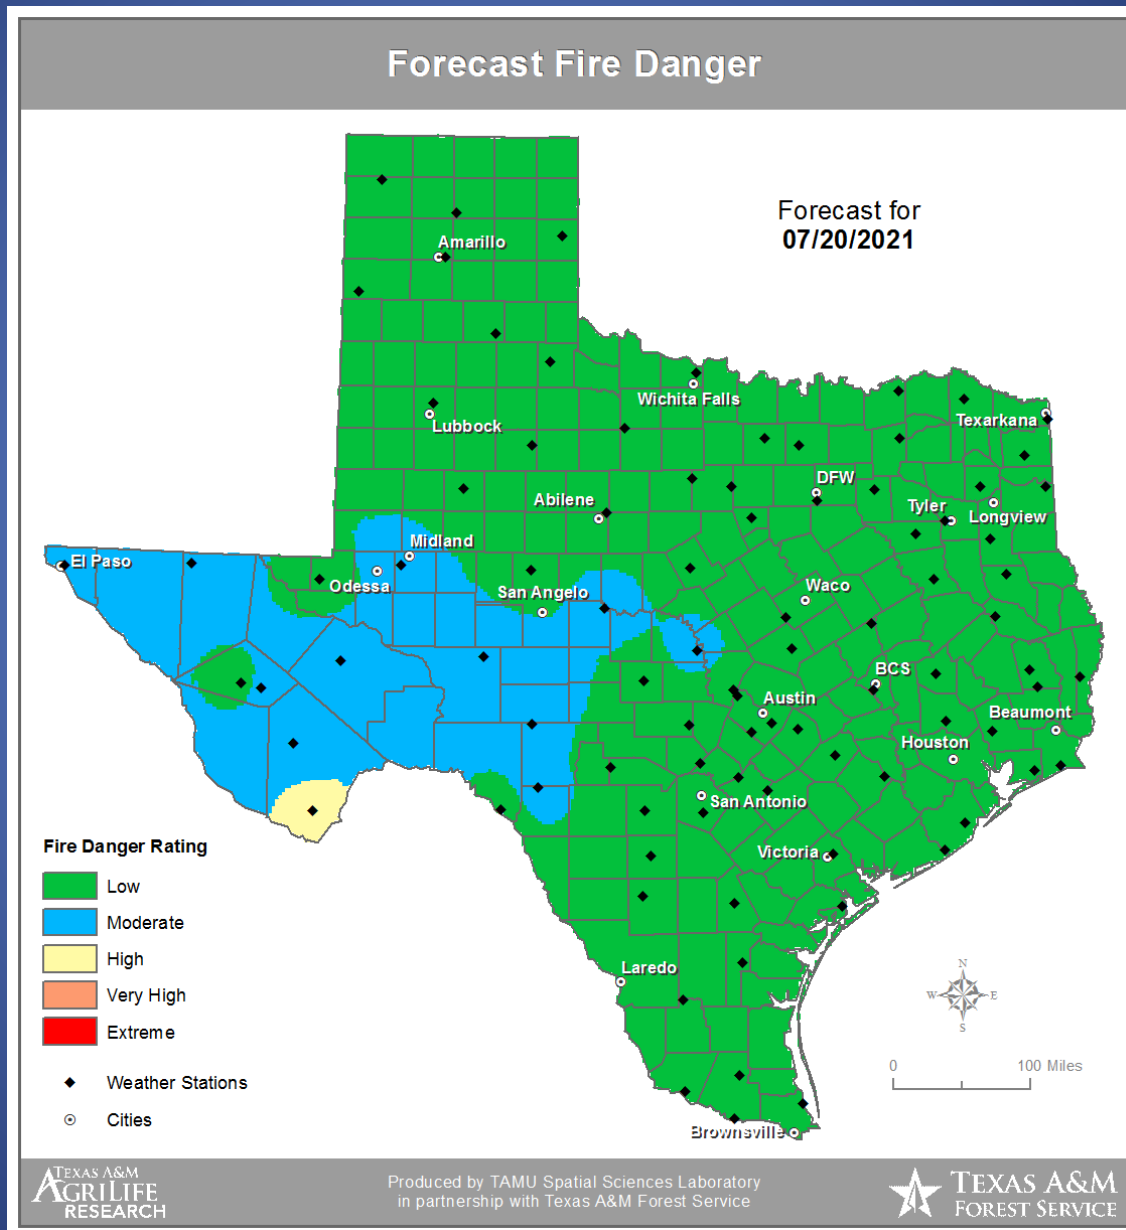 Forecast Fire Danger
Forecast for
07/20/2021
Amarillo
Wichita Falls
Lubbock
Texarkana
DFW
Abilene
Tyler
Longview
Midland
El Paso
Odessa
San Angelo
Waco
BCS
Austin
Beaumont
Houston
San Antonio
Victoria
Laredo
Brownsville
Fire Danger Rating
Low
Moderate
High
Very High
Extreme
Weather Stations
Cities
N
W
E
S
0
100 Miles
TEXAS A&M
AGRILIFE
RESEARCH
Produced by TAMU Spatial Sciences Laboratory
in partnership with Texas A&M Forest Service
TEXAS A&M
FOREST SERVICE